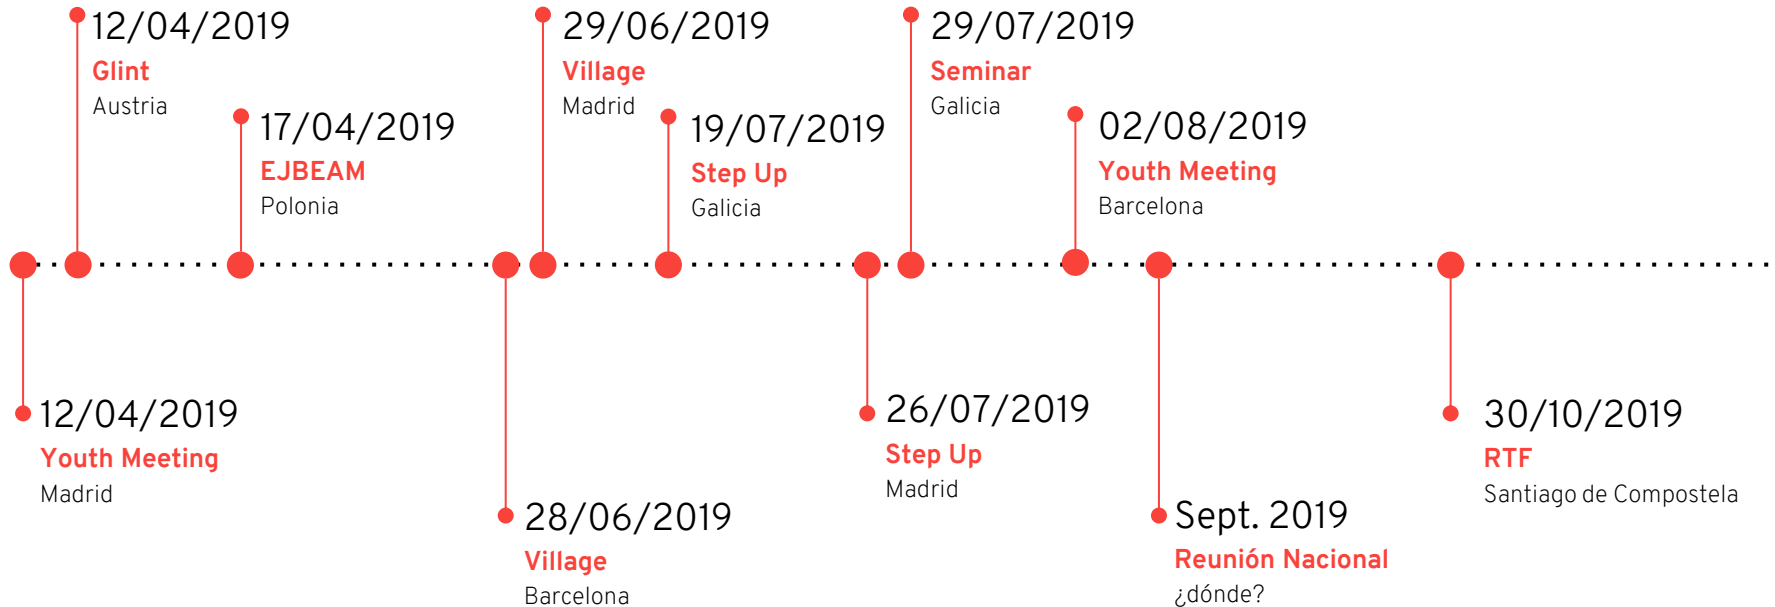 12/04/2019
Glint
Austria
17/04/2019
EJBEAM
Polonia
29/06/2019
Village
Madrid
19/07/2019
Step Up
Galicia
29/07/2019
Seminar
Galicia
02/08/2019
Youth Meeting
Barcelona
12/04/2019
Youth Meeting
Madrid
28/06/2019
Village
Barcelona
26/07/2019
Step Up
Madrid
Sept. 2019
Reunión Nacional
¿dónde?
30/10/2019
RTF
Santiago de Compostela